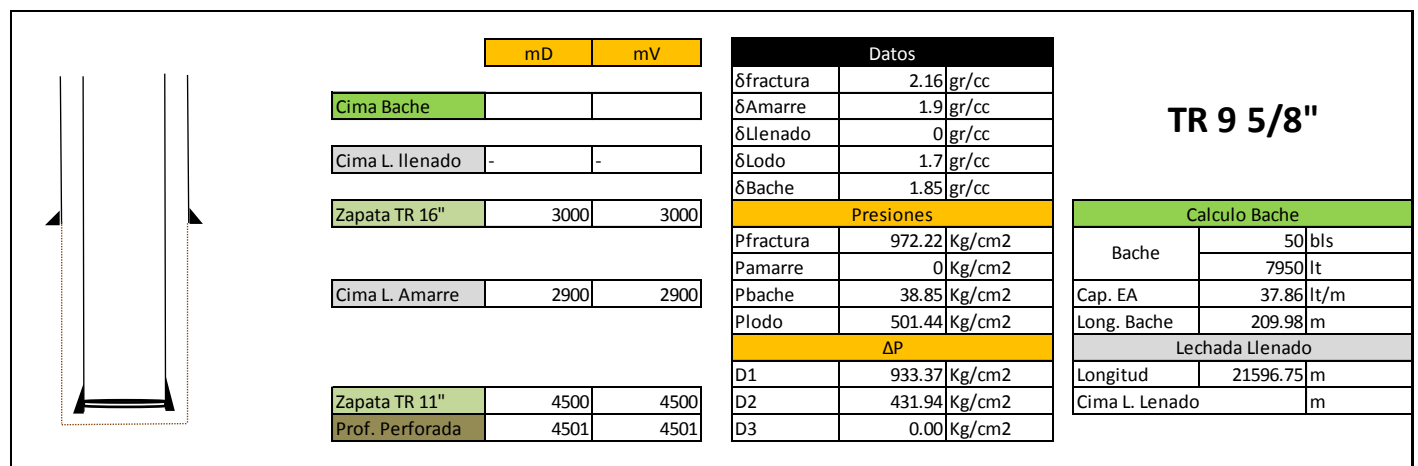 mD mV
Cima Bache
Cima L. llenado - -
Zapata TR 16" 3000 3000
Cima L. Amarre 2900 2900
Zapata TR 11" 4500 4500
Prof. Perforada 4501 4501
Datos
δfractura 2.16 gr/cc
δAmarre 1.9 gr/cc
δLlenado 0 gr/cc
δLodo 1.7 gr/cc
δBache 1.85 gr/cc
Presiones
Pfractura 972.22 Kg/cm2
Pamarre 0 Kg/cm2
Pbache 38.85 Kg/cm2
Plodo 501.44 Kg/cm2
ΔP
D1 933.37 Kg/cm2
D2 431.94 Kg/cm2
D3 0.00 Kg/cm2
TR 9 5/8"
Calculo Bache
Bache 50 bls
7950 lt
Cap. EA 37.86 lt/m
Long. Bache 209.98 m
Lechada Llenado
Longitud 21596.75 m
Cima L. Lenado m